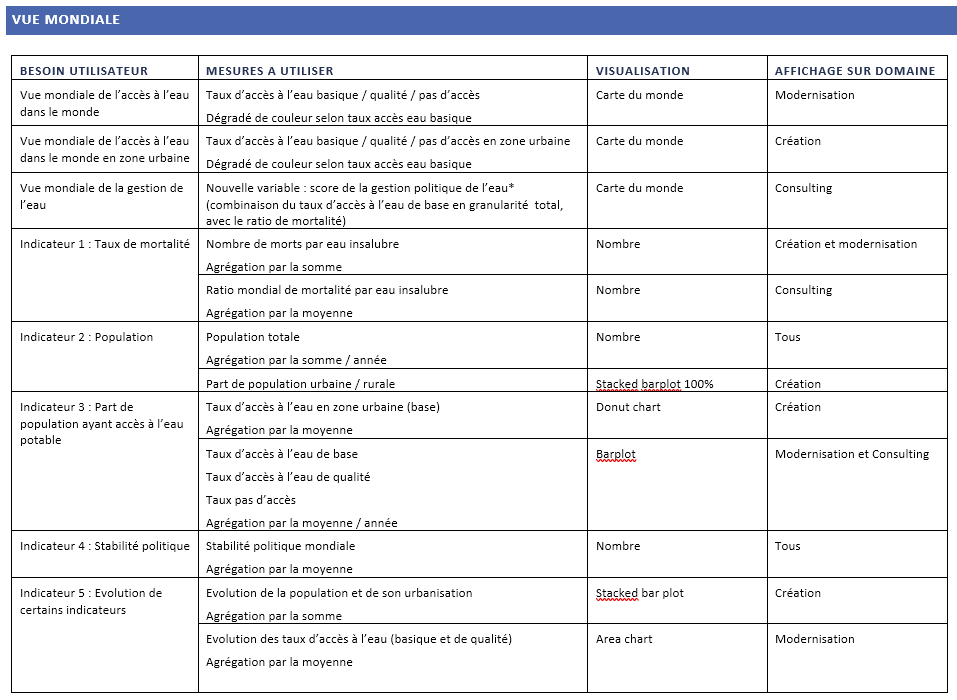 VUE MONDIALE
BESOIN UTILISATEUR
MESURES A UTILISER
VISUALISATION
AFFICHAGE SUR DOMAINE
Vue mondiale de l’accès à l’eau
dans le monde
Taux d’accès à l’eau basique / qualité / pas d’accès
Dégradé de couleur selon taux accès eau basique
Carte du monde
Modernisation
Vue mondiale de l’accès à l’eau
dans le monde en zone urbaine
Taux d’accès à l’eau basique / qualité / pas d’accès en zone urbaine
Dégradé de couleur selon taux accès eau basique
Carte du monde
Création
Vue mondiale de la gestion de
l’eau
Nouvelle variable : score de la gestion politique de l’eau*
(combinaison du taux d’accès à l’eau de base en granularité total,
avec le ratio de mortalité)
Carte du monde
Consulting
Indicateur 1 : Taux de mortalité
Nombre de morts par eau insalubre
Agrégation par la somme
Nombre
Création et modernisation
Ratio mondial de mortalité par eau insalubre
Agrégation par la moyenne
Nombre
Consulting
Indicateur 2 : Population
Population totale
Agrégation par la somme / année
Nombre
Tous
Part de population urbaine / rurale
Stacked barplot 100%
Création
Indicateur 3 : Part de
population ayant accès à l’eau
potable
Taux d’accès à l’eau en zone urbaine (base)
Agrégation par la moyenne
Donut chart
Création
Taux d’accès à l’eau de base
Taux d’accès à l’eau de qualité
Taux pas d’accès
Agrégation par la moyenne / année
Barplot
Modernisation et Consulting
Indicateur 4 : Stabilité politique
Stabilité politique mondiale
Agrégation par la moyenne
Nombre
Tous
Indicateur 5 : Evolution de
certains indicateurs
Evolution de la population et de son urbanisation
Agrégation par la somme
Stacked bar plot
Création
Evolution des taux d’accès à l’eau (basique et de qualité)
Agrégation par la moyenne
Area chart
Modernisation